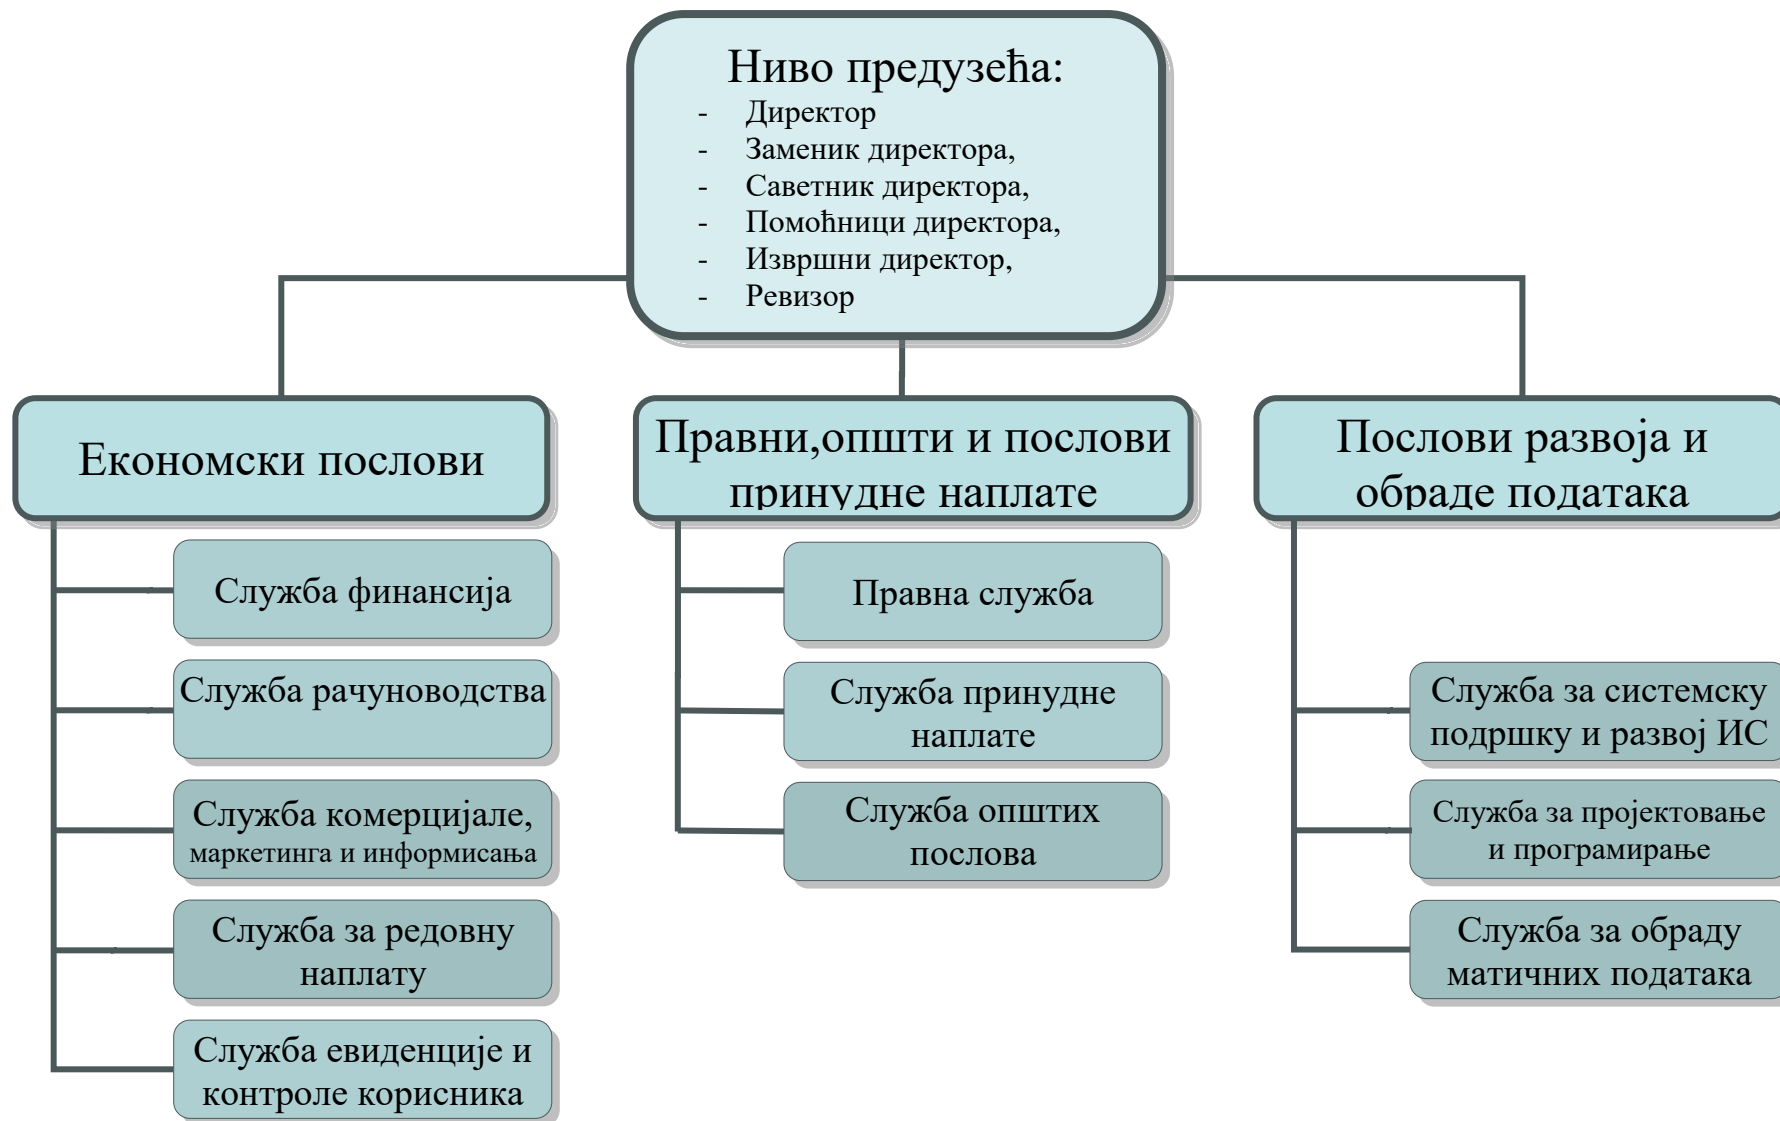 Ниво предузећа:
- Директор
- Заменик директора,
- Саветник директора,
- Помоћници директора,
- Извршни директор,
- Ревизор
Економски послови
Служба финансија
Служба рачуноводства
Служба комерцијале,
маркетинга и информисања
Служба за редовну
наплату
Служба евиденције и
контроле корисника
Правни,општи и послови
принудне наплате
Правна служба
Служба принудне
наплате
Служба општих
послова
Послови развоја и
обраде података
Служба за системску
подршку и развој ИС
Служба за пројектовање
и програмирање
Служба за обраду
матичних података